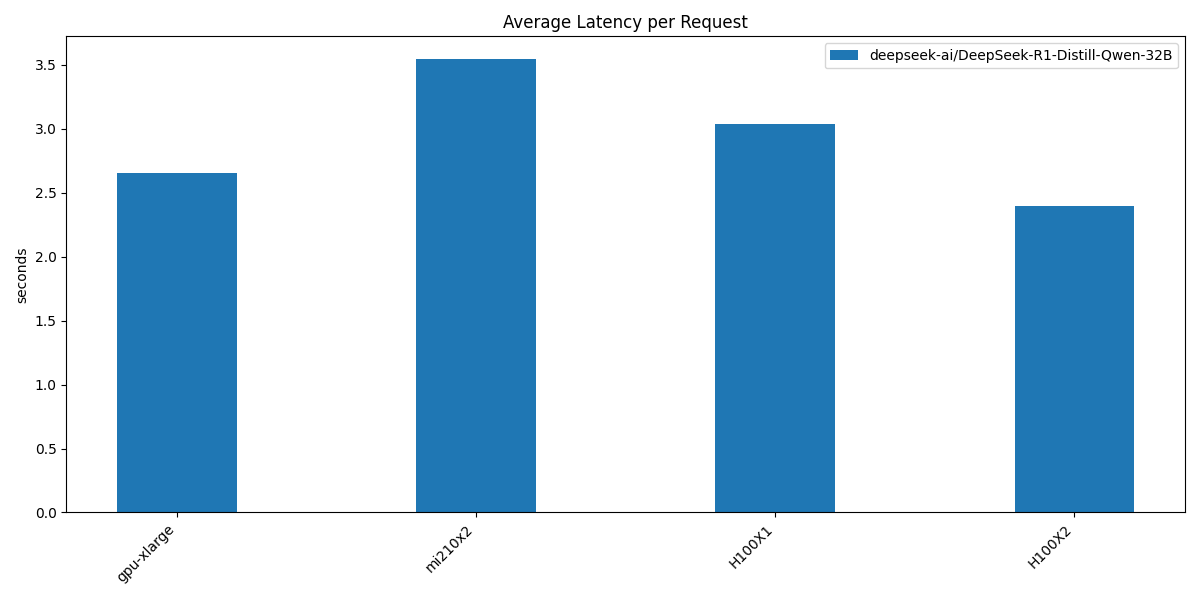 Average Latency per Request
deepseek-ai/DeepSeek-R1-Distill-Qwen-32B
seconds
3.5
3.0
2.5
2.0
1.5
1.0
0.5
0.0
gpu-xlarge
mi210x2
H100X1
H100X2